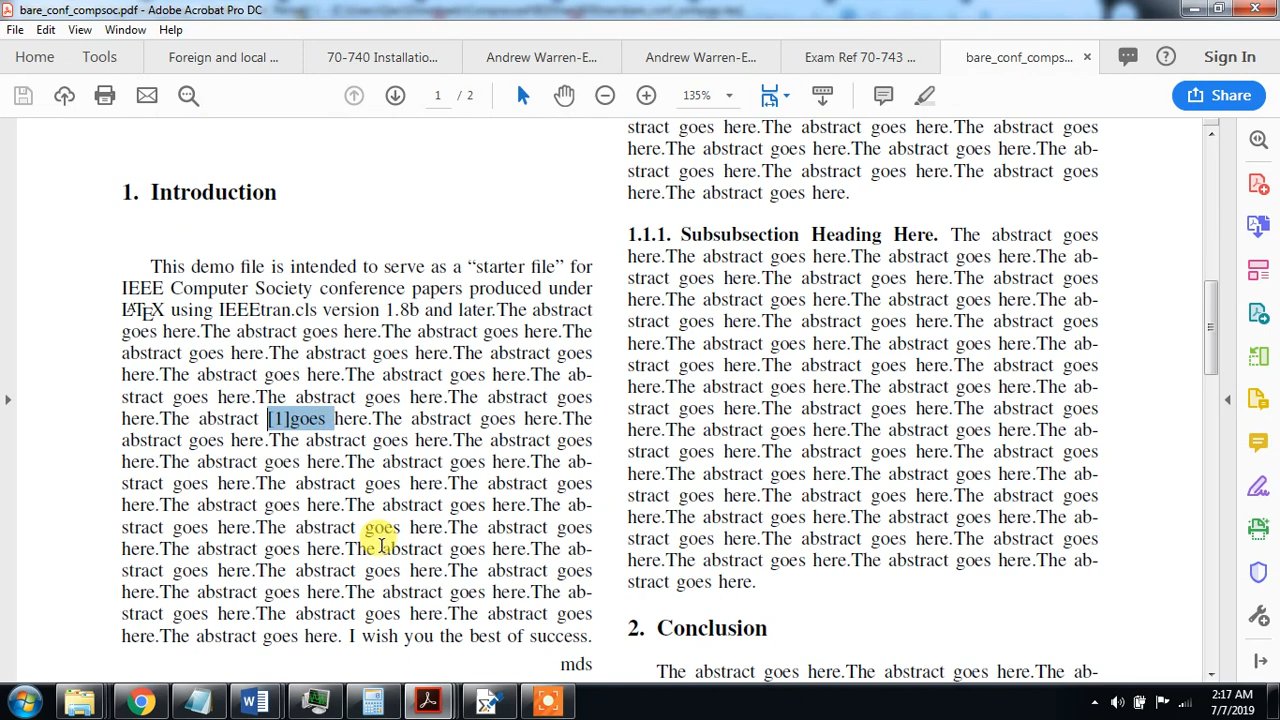 bare_conf_compsoc.pdf - Adobe Acrobat Pro DC
File Edit View Window Help
Home Tools Foreign and local ... 70-740 Installatio... Andrew Warren-E... Andrew Warren-E... Exam Ref 70-743 ... bare_conf_comps... × Sign In
1 / 2 135% Share
1. Introduction
This demo file is intended to serve as a “starter file” for
IEEE Computer Society conference papers produced under
LATEX using IEEEtran.cls version 1.8b and later.The abstract
goes here.The abstract goes here.The abstract goes here.The
abstract goes here.The abstract goes here.The abstract goes
here.The abstract goes here.The abstract goes here.The ab-
stract goes here.The abstract goes here.The abstract goes
here.The abstract [1]goes here.The abstract goes here.The
abstract goes here.The abstract goes here.The abstract goes
here.The abstract goes here.The abstract goes here.The ab-
stract goes here.The abstract goes here.The abstract goes
here.The abstract goes here.The abstract goes here.The ab-
stract goes here.The abstract goes here.The abstract goes
here.The abstract goes here.The abstract goes here.The ab-
stract goes here.The abstract goes here.The abstract goes
here.The abstract goes here.The abstract goes here.The ab-
stract goes here.The abstract goes here.The abstract goes
here.The abstract goes here. I wish you the best of success.
mds
stract goes here.The abstract goes here.The abstract goes
here.The abstract goes here.The abstract goes here.The ab-
stract goes here.The abstract goes here.The abstract goes
here.The abstract goes here.
1.1.1. Subsubsection Heading Here. The abstract goes
here.The abstract goes here.The abstract goes here.The ab-
stract goes here.The abstract goes here.The abstract goes
here.The abstract goes here.The abstract goes here.The ab-
stract goes here.The abstract goes here.The abstract goes
here.The abstract goes here.The abstract goes here.The ab-
stract goes here.The abstract goes here.The abstract goes
here.The abstract goes here.The abstract goes here.The ab-
stract goes here.The abstract goes here.The abstract goes
here.The abstract goes here.The abstract goes here.The ab-
stract goes here.The abstract goes here.The abstract goes
here.The abstract goes here.The abstract goes here.The ab-
stract goes here.The abstract goes here.The abstract goes
here.The abstract goes here.The abstract goes here.The ab-
stract goes here.The abstract goes here.The abstract goes
here.The abstract goes here.The abstract goes here.The ab-
stract goes here.
2. Conclusion
The abstract goes here.The abstract goes here.The ab-
2:17 AM
7/7/2019